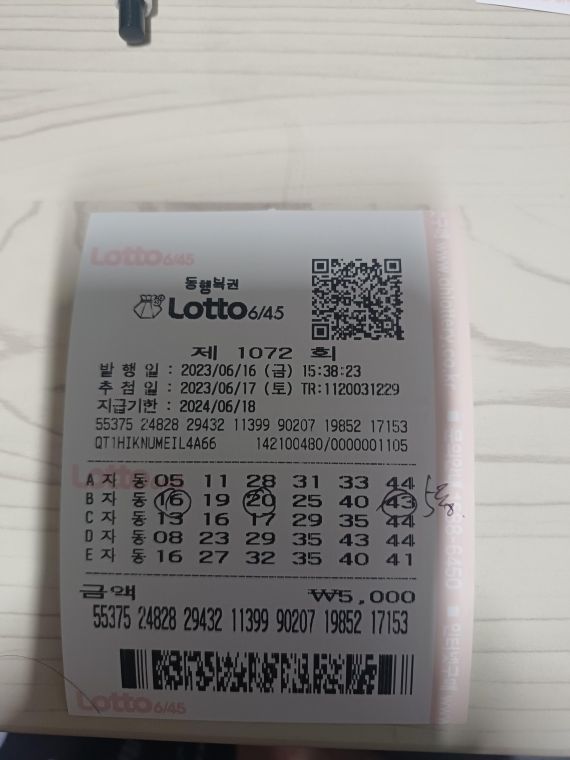 Lotto 6/45
동행복권
Lotto 6/45
제 1072 회
발 행 일 : 2023/06/16 (금) 15:38:23
추 첨 일 : 2023/06/17 (토) TR:1120031229
지급기한 : 2024/06/18
55375 24828 29432 11399 90207 19852 17153
QT1HIKNUMEIL4A66 142100480/0000001105
A 자 동 05 11 28 31 33 44
B 자 동 16 19 20 25 40 43
C 자 동 13 16 17 29 35 44
D 자 동 08 23 29 35 43 44
E 자 동 16 27 32 35 40 41
금액 ₩5,000
55375 24828 29432 11399 90207 19852 17153
Lotto 6/45